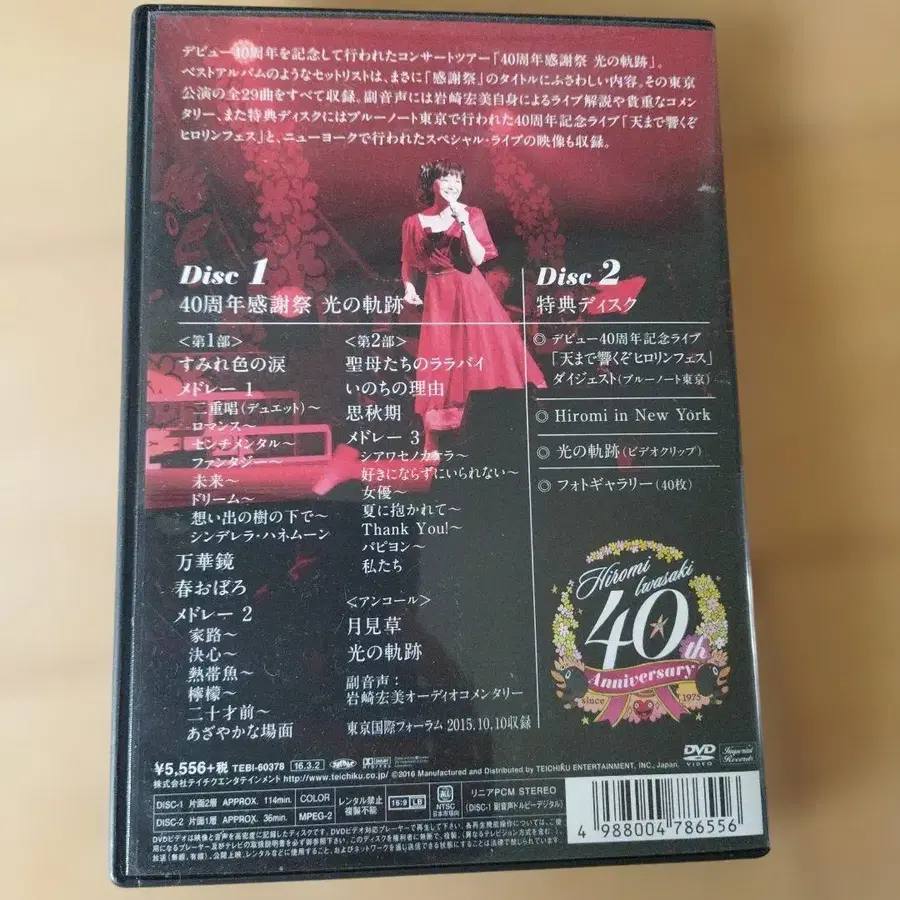 デビュー40周年を記念して行われたコンサートツアー「40周年感謝祭 光の軌跡」。
ベストアルバムのようなセットリストは、まさに「感謝祭」のタイトルにふさわしい内容。その東京
公演の全29曲をすべて収録。副音声には岩崎宏美自身によるライブ解説や貴重なコメン
タリー、また特典ディスクにはブルーノート東京で行われた40周年記念ライブ「天まで響くぞ
ヒロリンフェス」と、ニューヨークで行われたスペシャル・ライブの映像も収録。
Disc 1
40周年感謝祭 光の軌跡
<第1部>
すみれ色の涙
メドレー 1
二重唱(デュエット)~
ロマンス~
センチメンタル~
ファンタジー~
未来~
ドリーム~
想い出の樹の下で~
シンデレラ・ハネムーン
万華鏡
春おぼろ
メドレー 2
家路~
決心~
熱帯魚~
檸檬~
二十才前~
あざやかな場面
<第2部>
聖母たちのララバイ
いのちの理由
思秋期
メドレー 3
シアワセノカケラ~
好きにならずにいられない~
女優~
夏に抱かれて~
Thank You!~
パピヨン~
私たち
<アンコール>
月見草
光の軌跡
副音声:
岩崎宏美オーディオコメンタリー
東京国際フォーラム 2015.10.10収録
Disc 2
特典ディスク
◎ デビュー40周年記念ライブ
「天まで響くぞヒロリンフェス」
ダイジェスト(ブルーノート東京)
◎ Hiromi in New York
◎ 光の軌跡(ビデオクリップ)
◎ フォトギャラリー(40枚)
Hiromi
Iwasaki
40th
Anniversary
since 1975
¥5,556+税 TEBI-60378 16.3.2
DVD VIDEO
Imperial Records
株式会社テイチクエンタテインメント http://www.teichiku.co.jp/ ©2016 Manufactured and Distributed by TEICHIKU ENTERTAINMENT, INC., Japan.
DISC-1 片面2層 APPROX. 114min. COLOR
DISC-2 片面1層 APPROX. 36min. MPEG-2
レンタル禁止
複製不能
16:9 LB
ALL
NTSC
日本市場向
リニアPCM STEREO
(DISC-1 副音声ドルビーデジタル)
4 988004 786556